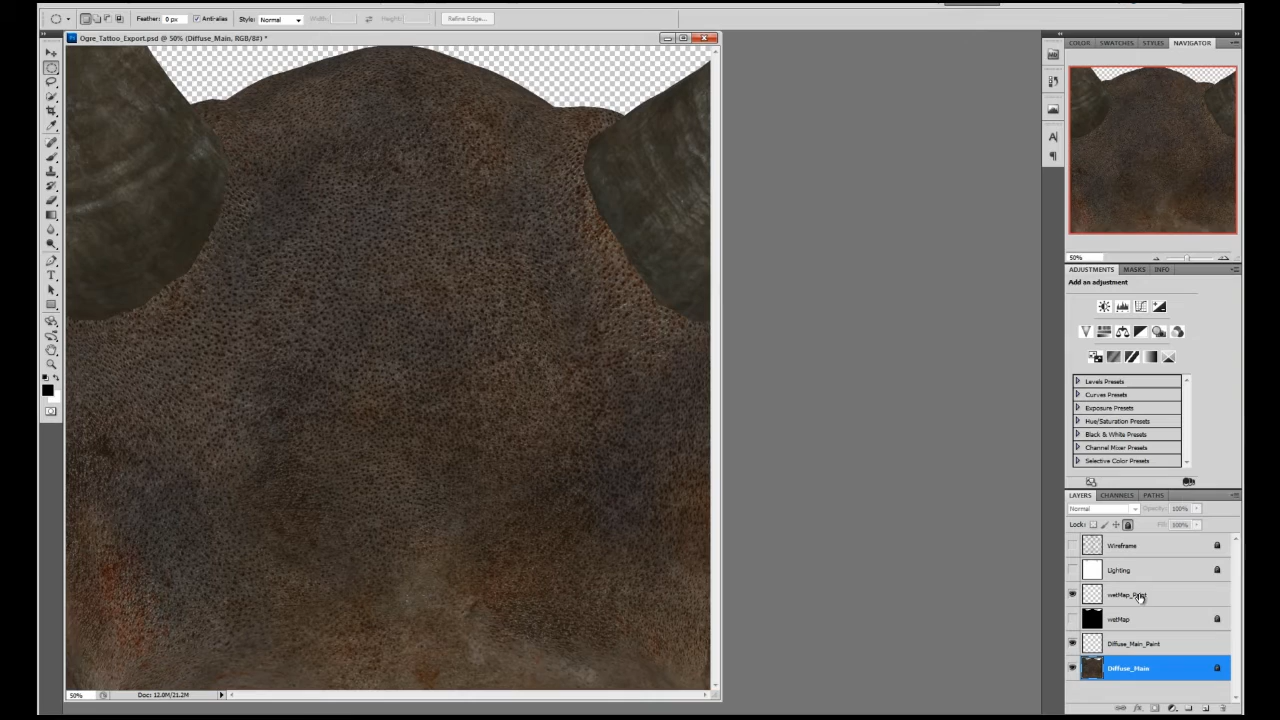 Feather: 0 px Anti-alias Style: Normal Width: Height: Refine Edge...
Ogre_Tattoo_Export.psd @ 50% (Diffuse_Main, RGB/8#) *
COLOR SWATCHES STYLES NAVIGATOR
50%
ADJUSTMENTS MASKS INFO
Add an adjustment
Levels Presets
Curves Presets
Exposure Presets
Hue/Saturation Presets
Black & White Presets
Channel Mixer Presets
Selective Color Presets
LAYERS CHANNELS PATHS
Normal Opacity: 100%
Lock: Fill: 100%
Wireframe
Lighting
wetMap_Paint
wetMap
Diffuse_Main_Paint
Diffuse_Main
50% Doc: 12.0M/21.2M